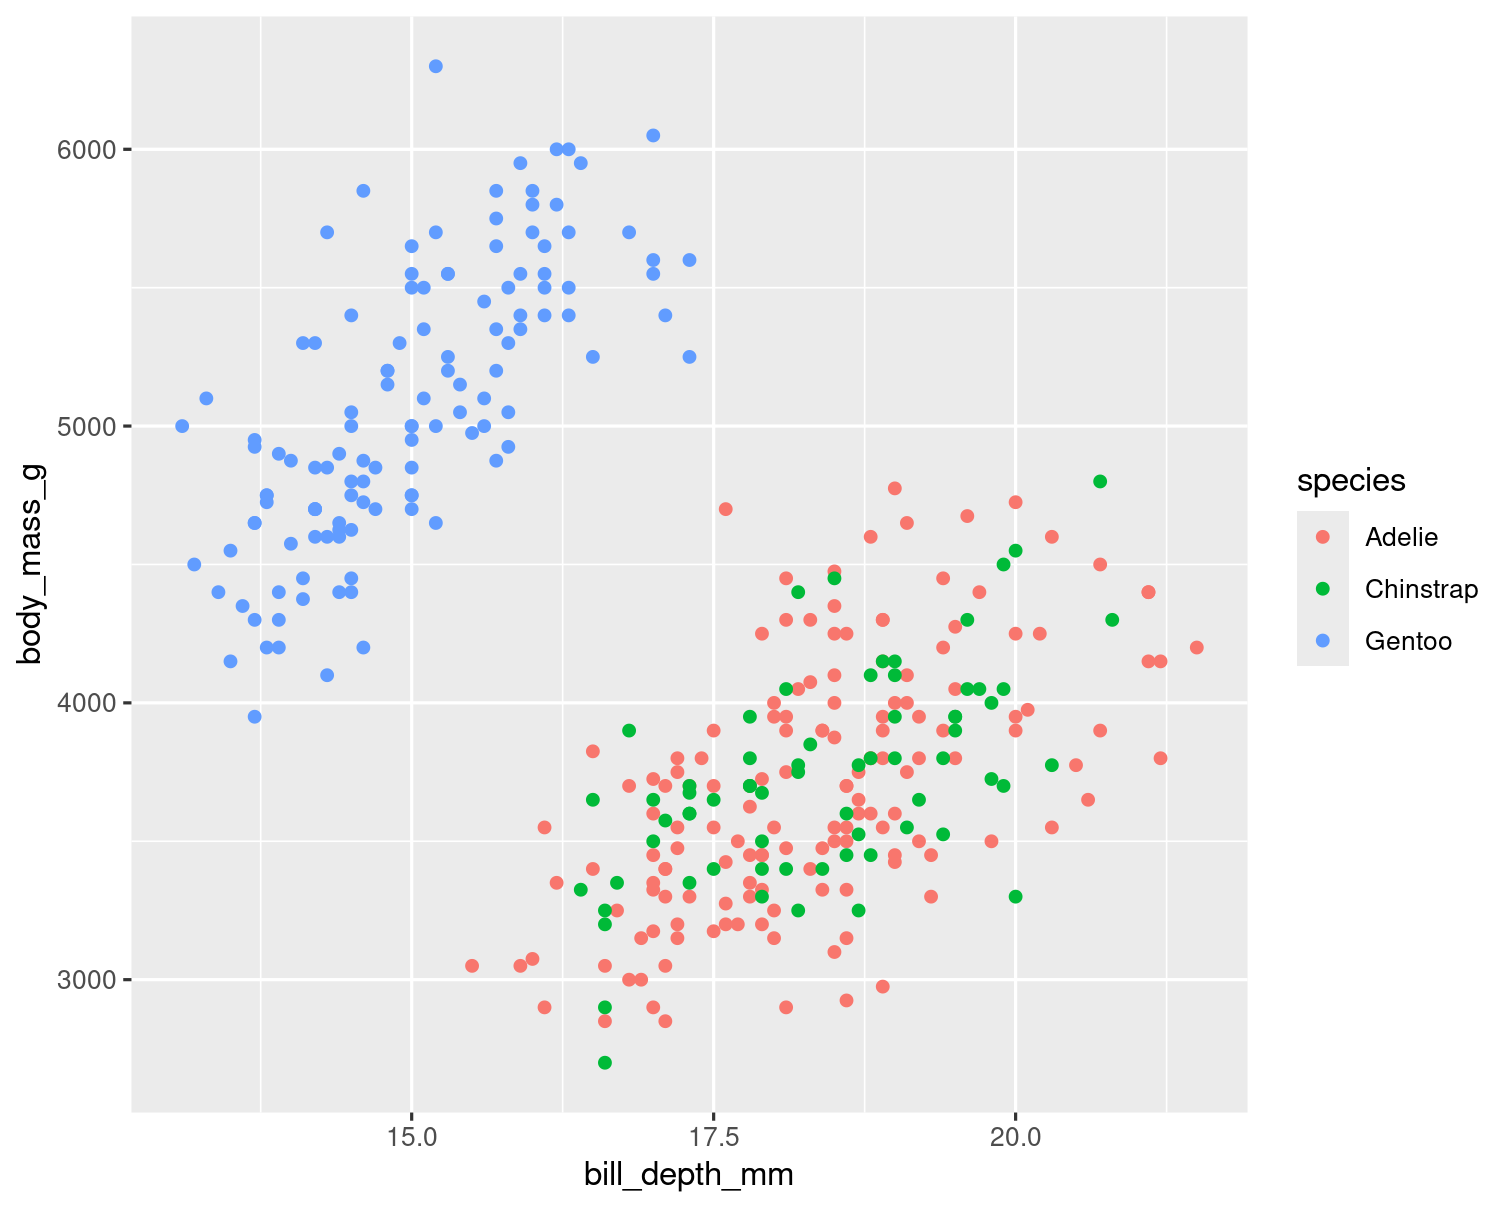 6000
5000
4000
3000
body_mass_g
15.0
17.5
20.0
bill_depth_mm
species
Adelie
Chinstrap
Gentoo